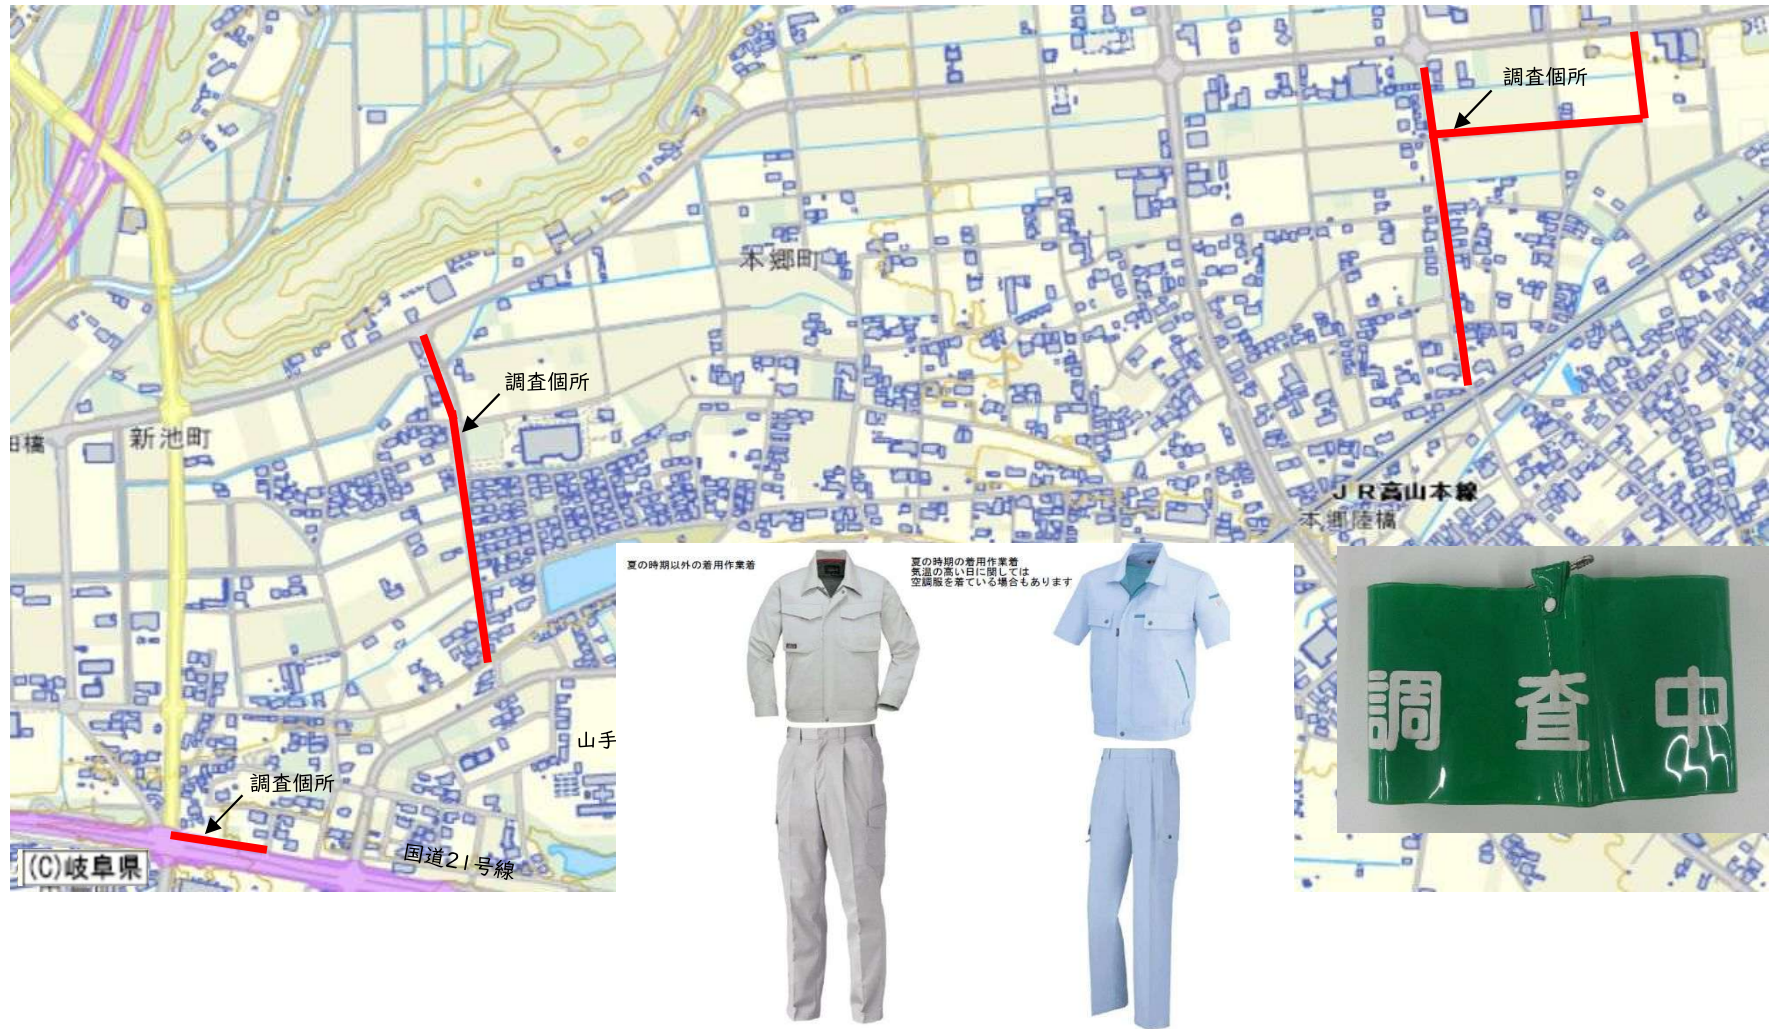 調査個所
本郷町
調査個所
新池町
田橋
JR高山本線
本郷陸橋
夏の時期以外の着用作業着
夏の時期の着用作業着
気温の高い日に関しては
空調服を着ている場合もあります
調査中
山手
調査個所
国道21号線
(C)岐阜県